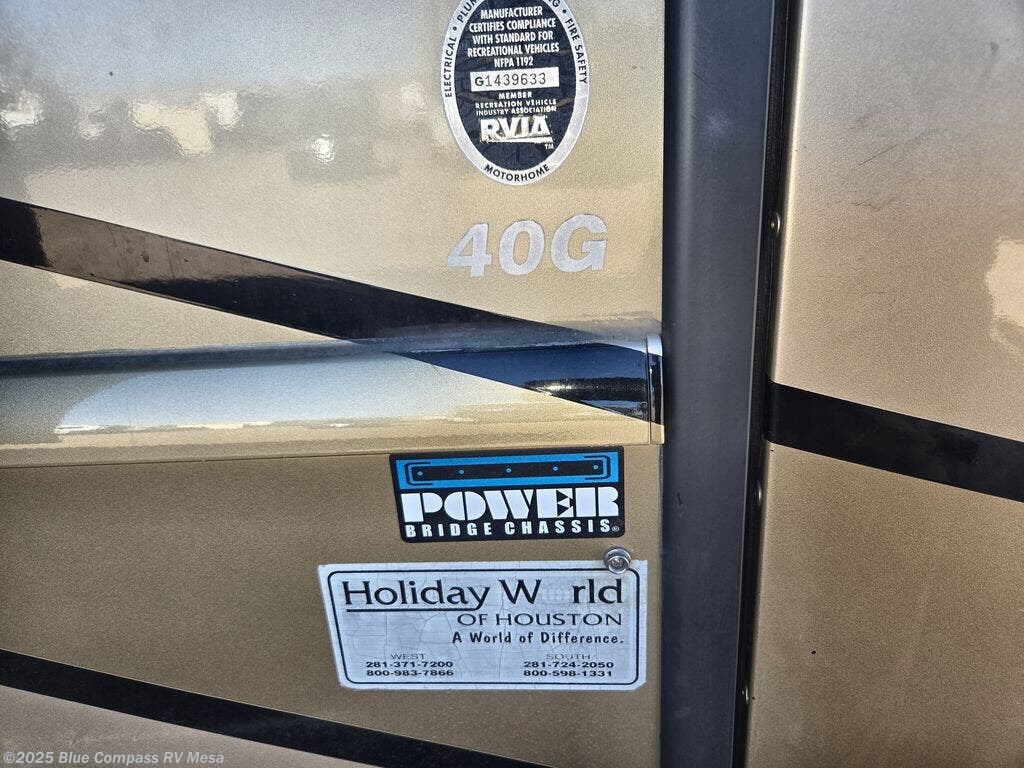 ELECTRICAL • FIRE SAFETY
MANUFACTURER
CERTIFIES COMPLIANCE
WITH STANDARD FOR
RECREATIONAL VEHICLES
NFPA 1192
G1439633
MEMBER
RECREATION VEHICLE
INDUSTRY ASSOCIATION
RVIA
TM
MOTORHOME
40G
POWER
BRIDGE CHASSIS®
Holiday W rld
OF HOUSTON
A World of Difference.
WEST SOUTH
281-371-7200 281-724-2050
800-983-7866 800-598-1331
©2025 Blue Compass RV Mesa